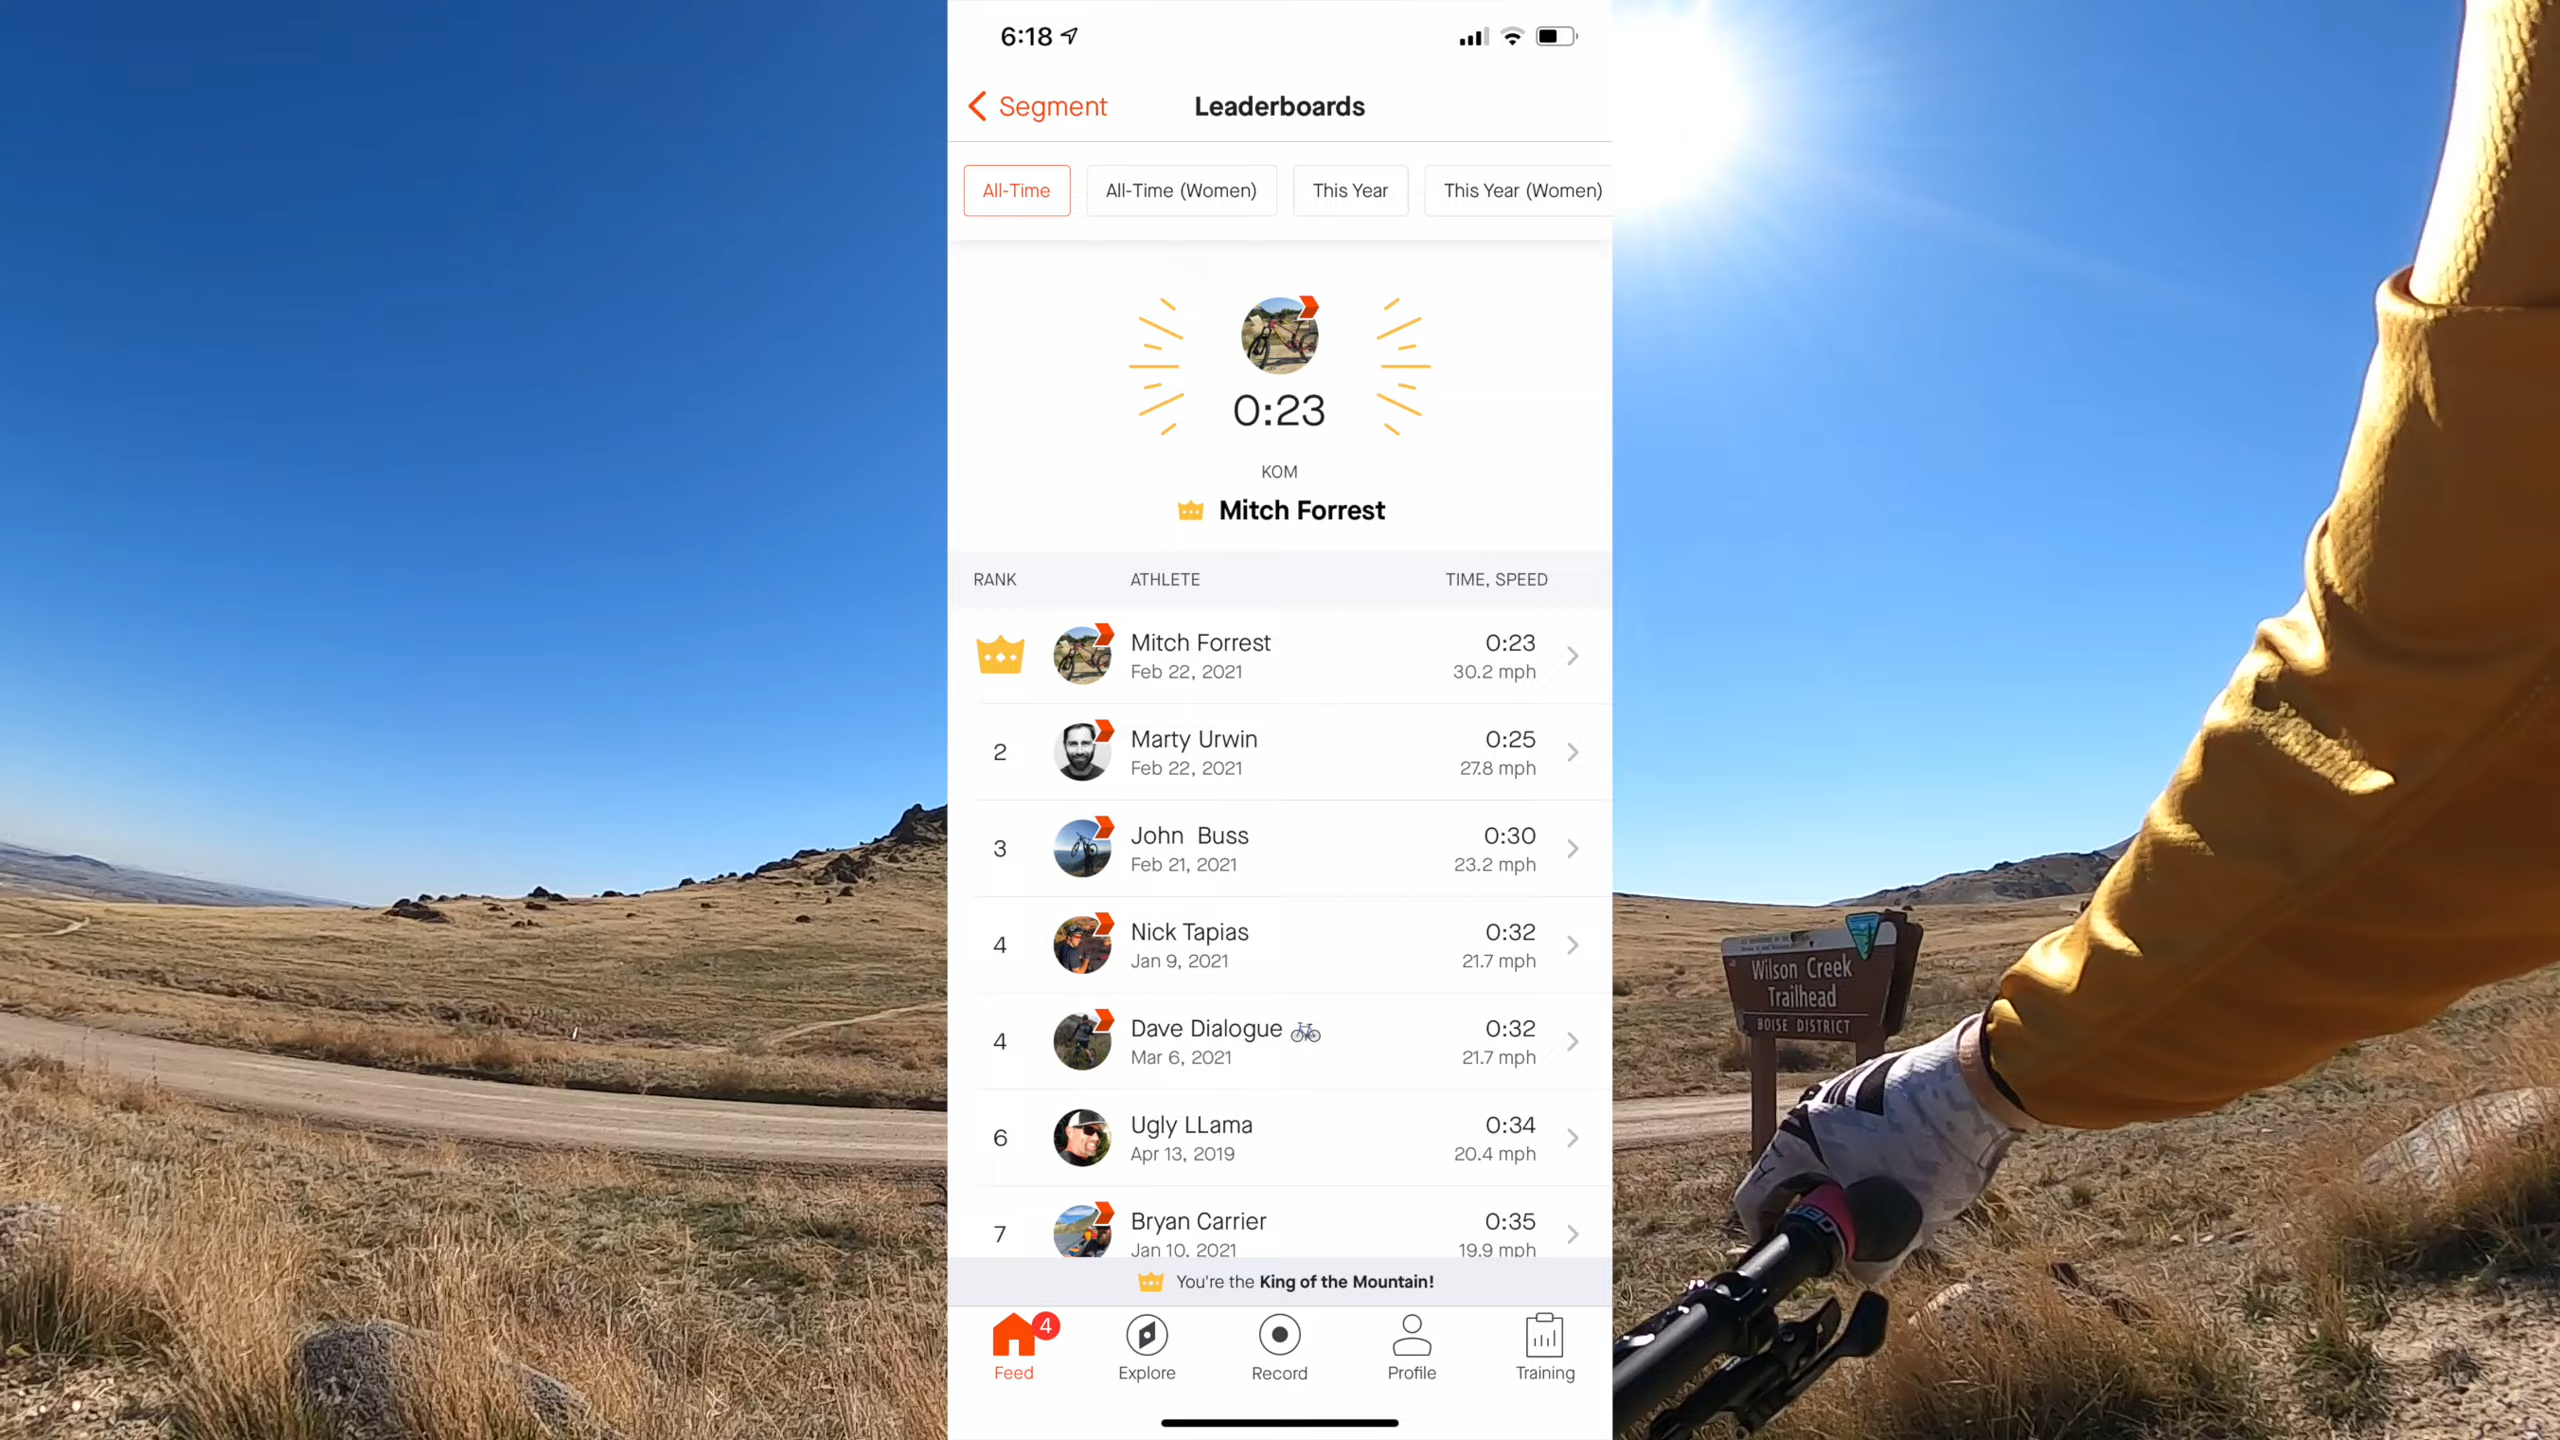 6:18
Segment
Leaderboards
All-Time
All-Time (Women)
This Year
This Year (Women)
0:23
KOM
Mitch Forrest
RANK
ATHLETE
TIME, SPEED
Mitch Forrest
0:23
Feb 22, 2021
30.2 mph
2
Marty Urwin
0:25
Feb 22, 2021
27.8 mph
3
John Buss
0:30
Feb 21, 2021
23.2 mph
4
Nick Tapias
0:32
Jan 9, 2021
21.7 mph
4
Dave Dialogue
0:32
Mar 6, 2021
21.7 mph
6
Ugly LLama
0:34
Apr 13, 2019
20.4 mph
7
Bryan Carrier
0:35
Jan 10, 2021
19.9 mph
You're the King of the Mountain!
4
Feed
Explore
Record
Profile
Training
Wilson Creek
Trailhead
BOISE DISTRICT